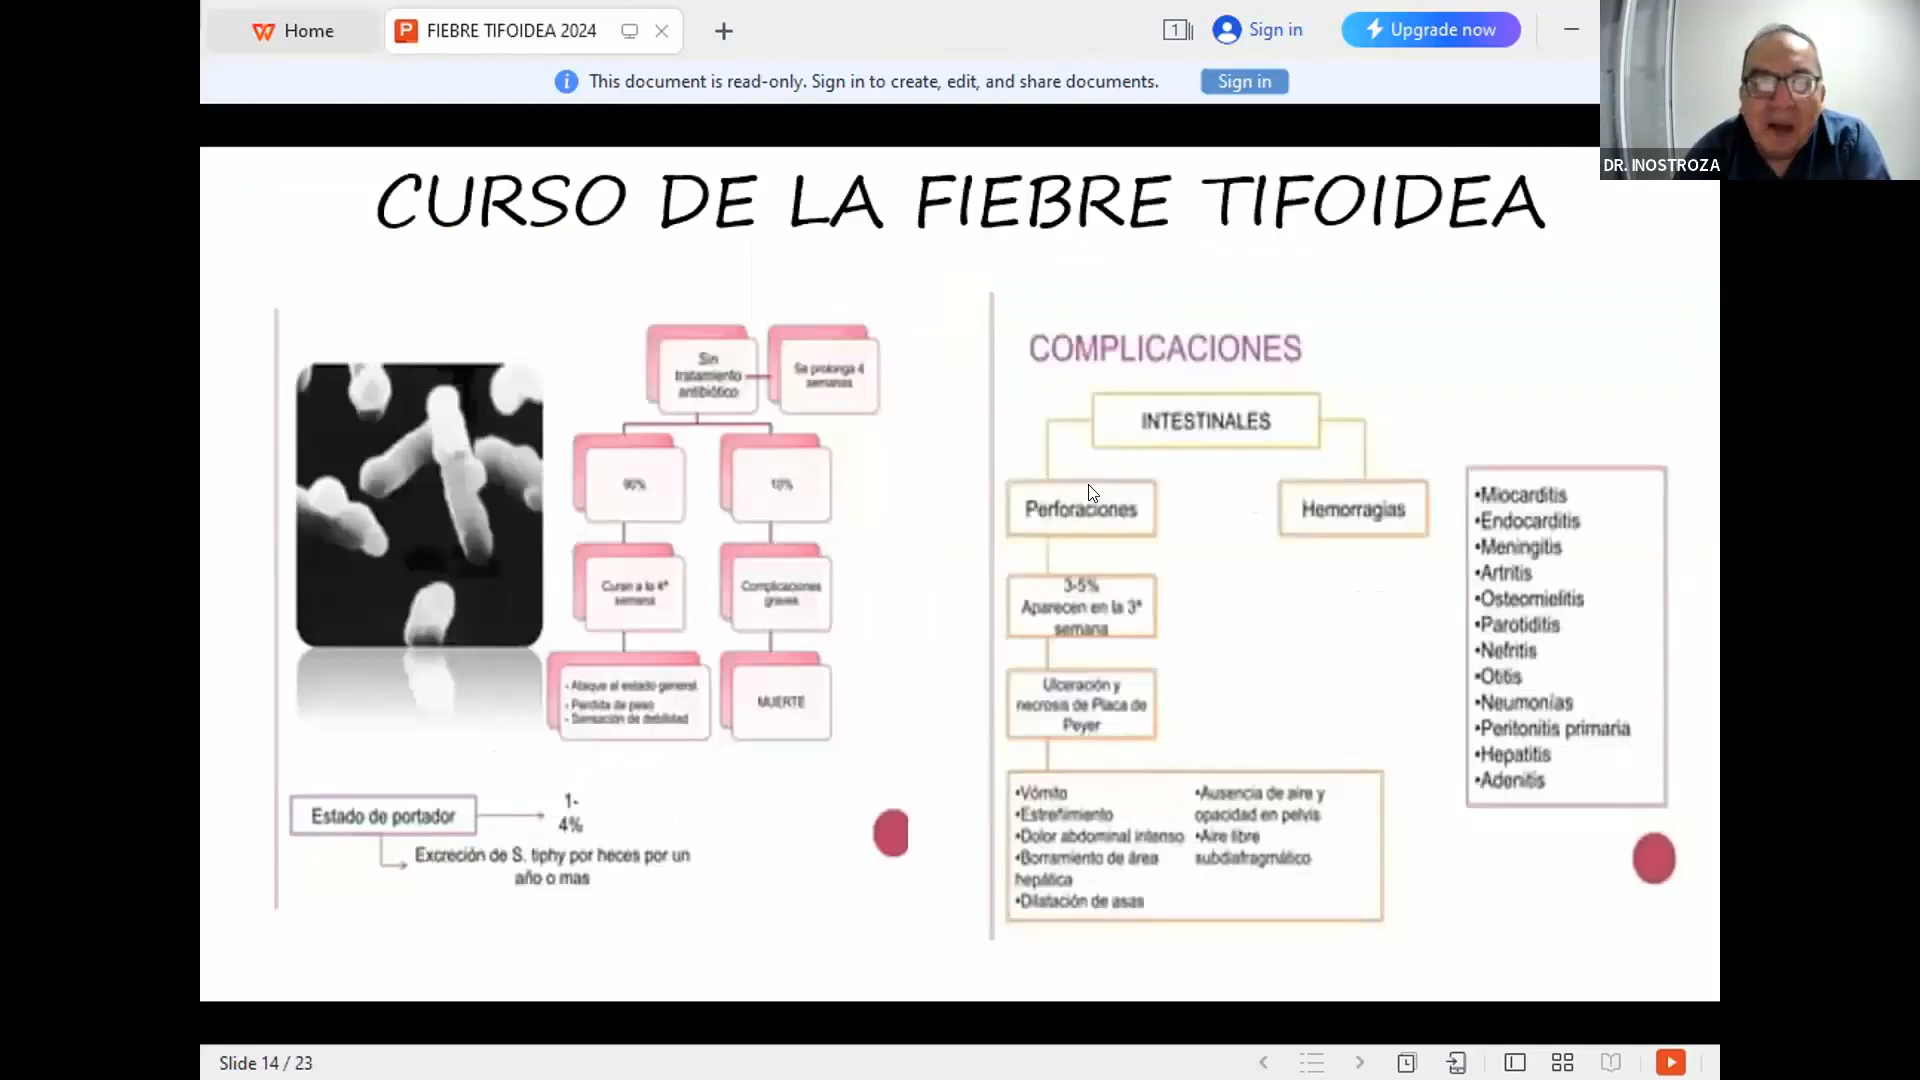 Home
FIEBRE TIFOIDEA 2024
1
Sign in
Upgrade now
This document is read-only. Sign in to create, edit, and share documents.
Sign in
DR. INOSTROZA
CURSO DE LA FIEBRE TIFOIDEA
Sin
tratamiento
antibiótico
Se prolonga 4
semanas
90%
10%
Curan a la 4ª
semana
Complicaciones
graves
- Ataque al estado general
- Perdida de peso
- Sensación de debilidad
MUERTE
Estado de portador
1-
4%
Excreción de S. tiphy por heces por un
año o mas
COMPLICACIONES
INTESTINALES
Perforaciones
Hemorragias
3-5%
Aparecen en la 3ª
semana
Ulceración y
necrosis de Placa de
Peyer
•Vómito
•Estreñimiento
•Dolor abdominal intenso
•Borramiento de área
hepática
•Dilatación de asas
•Ausencia de aire y
opacidad en pelvis
•Aire libre
subdiafragmático
•Miocarditis
•Endocarditis
•Meningitis
•Artritis
•Osteomielitis
•Parotiditis
•Nefritis
•Otitis
•Neumonías
•Peritonitis primaria
•Hepatitis
•Adenitis
Slide 14 / 23